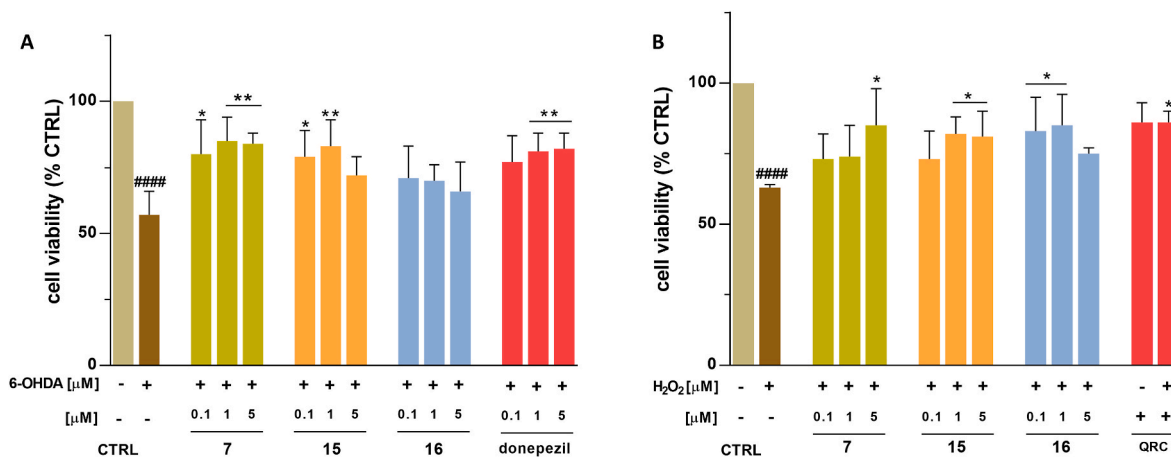 A
cell viability (% CTRL)
100
50
0
####
*
**
*
**
**
6-OHDA [μM] - + + + + + + + + + + + + +
[μM] - - 0.1 1 5 0.1 1 5 0.1 1 5 0.1 1 5
CTRL 7 15 16 donepezil
B
cell viability (% CTRL)
100
50
0
####
*
*
*
*
H₂O₂ [μM] - + + + + + + + + + + - +
[μM] - - 0.1 1 5 0.1 1 5 0.1 1 5 + +
CTRL 7 15 16 QRC